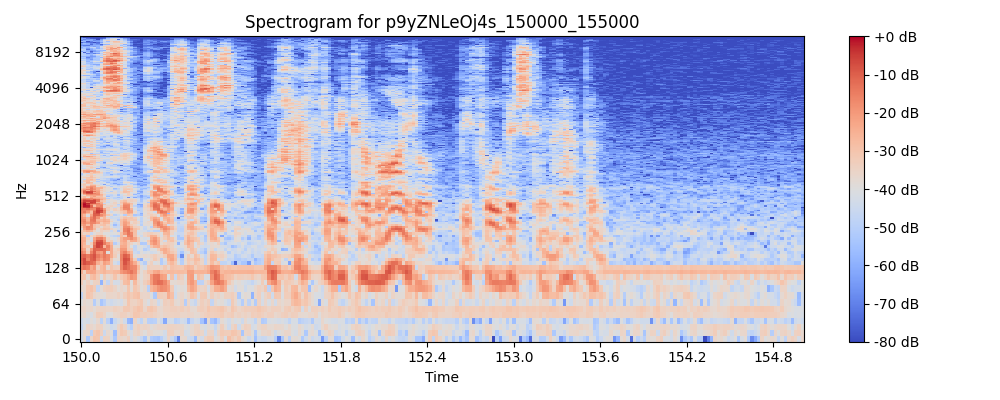 Spectrogram for p9yZNLeOj4s_150000_155000
8192
4096
2048
1024
512
256
128
64
0
Hz
150.0 150.6 151.2 151.8 152.4 153.0 153.6 154.2 154.8
Time
+0 dB
-10 dB
-20 dB
-30 dB
-40 dB
-50 dB
-60 dB
-70 dB
-80 dB